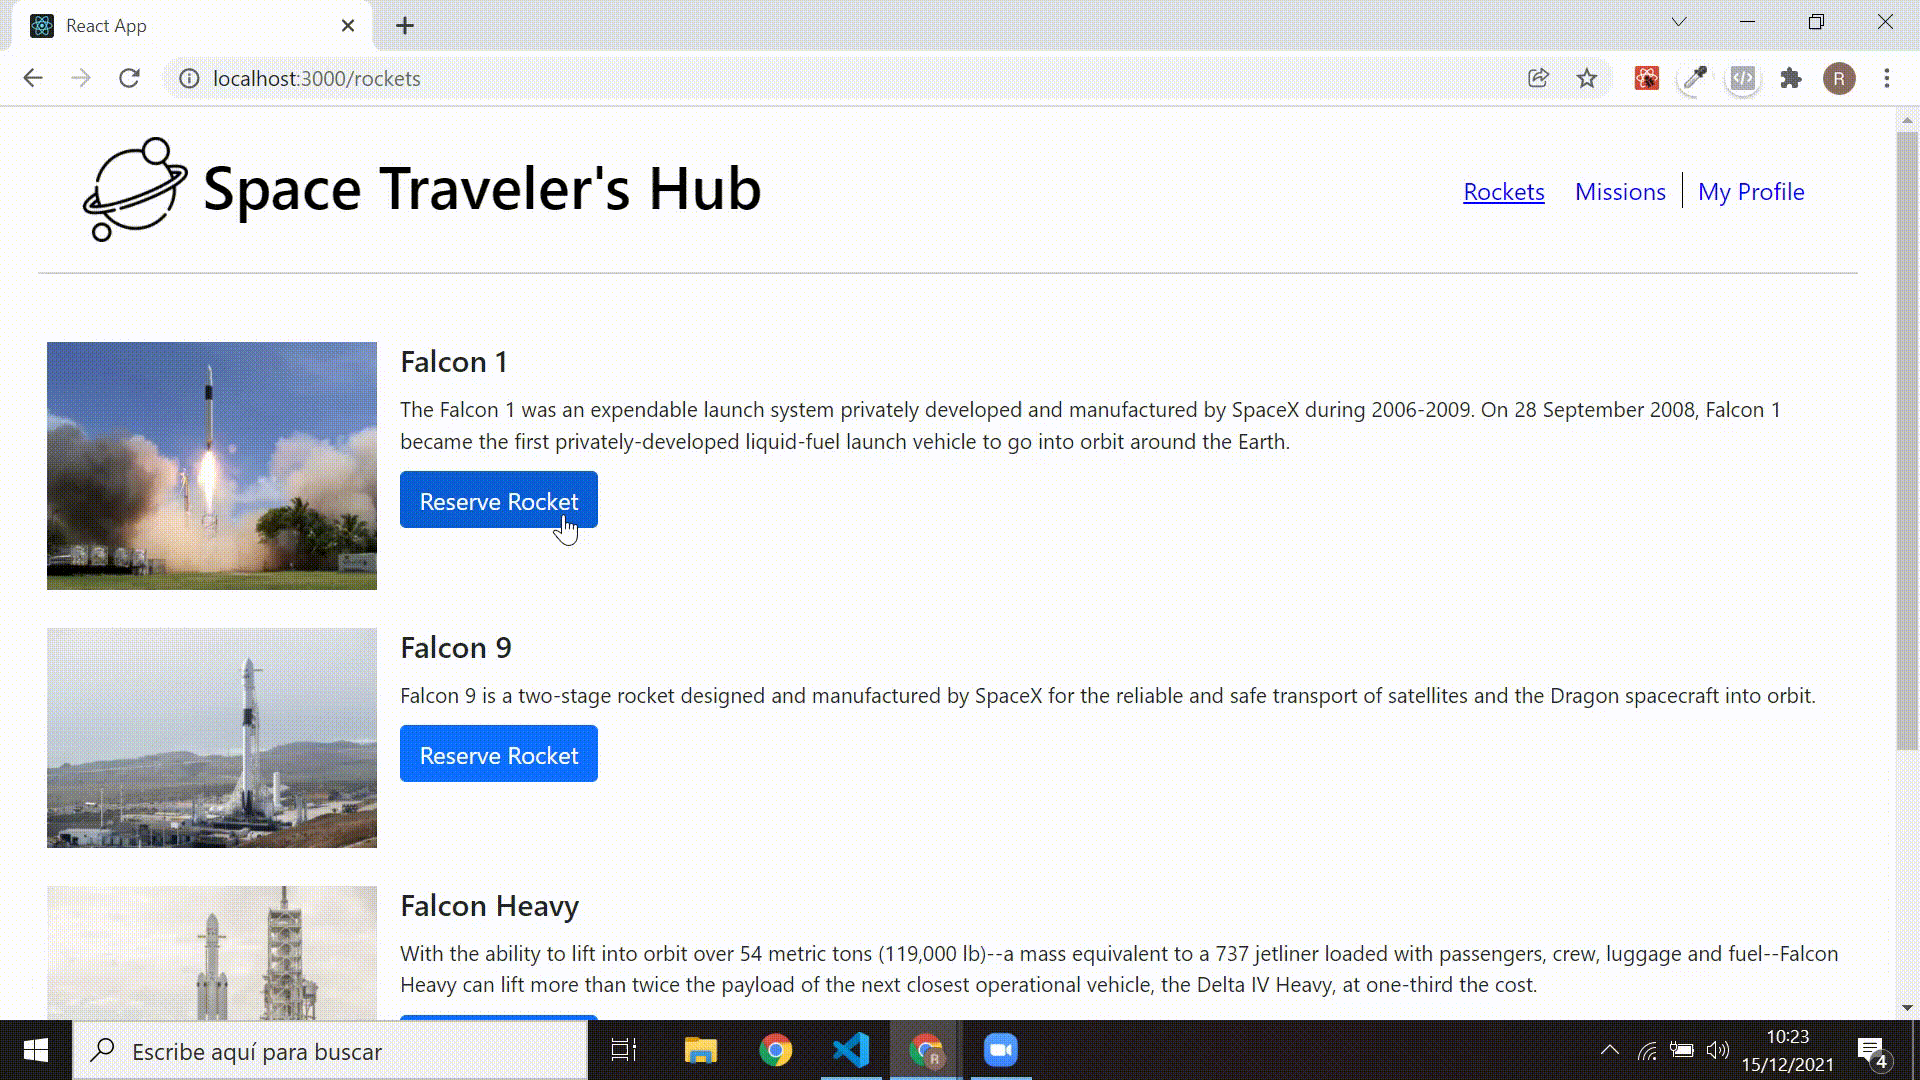 React App
localhost:3000/rockets
R
Space Traveler's Hub
Rockets
Missions
My Profile
Falcon 1
The Falcon 1 was an expendable launch system privately developed and manufactured by SpaceX during 2006-2009. On 28 September 2008, Falcon 1
became the first privately-developed liquid-fuel launch vehicle to go into orbit around the Earth.
Reserve Rocket
Falcon 9
Falcon 9 is a two-stage rocket designed and manufactured by SpaceX for the reliable and safe transport of satellites and the Dragon spacecraft into orbit.
Reserve Rocket
Falcon Heavy
With the ability to lift into orbit over 54 metric tons (119,000 lb)--a mass equivalent to a 737 jetliner loaded with passengers, crew, luggage and fuel--Falcon
Heavy can lift more than twice the payload of the next closest operational vehicle, the Delta IV Heavy, at one-third the cost.
Escribe aquí para buscar
R
10:23
15/12/2021
4